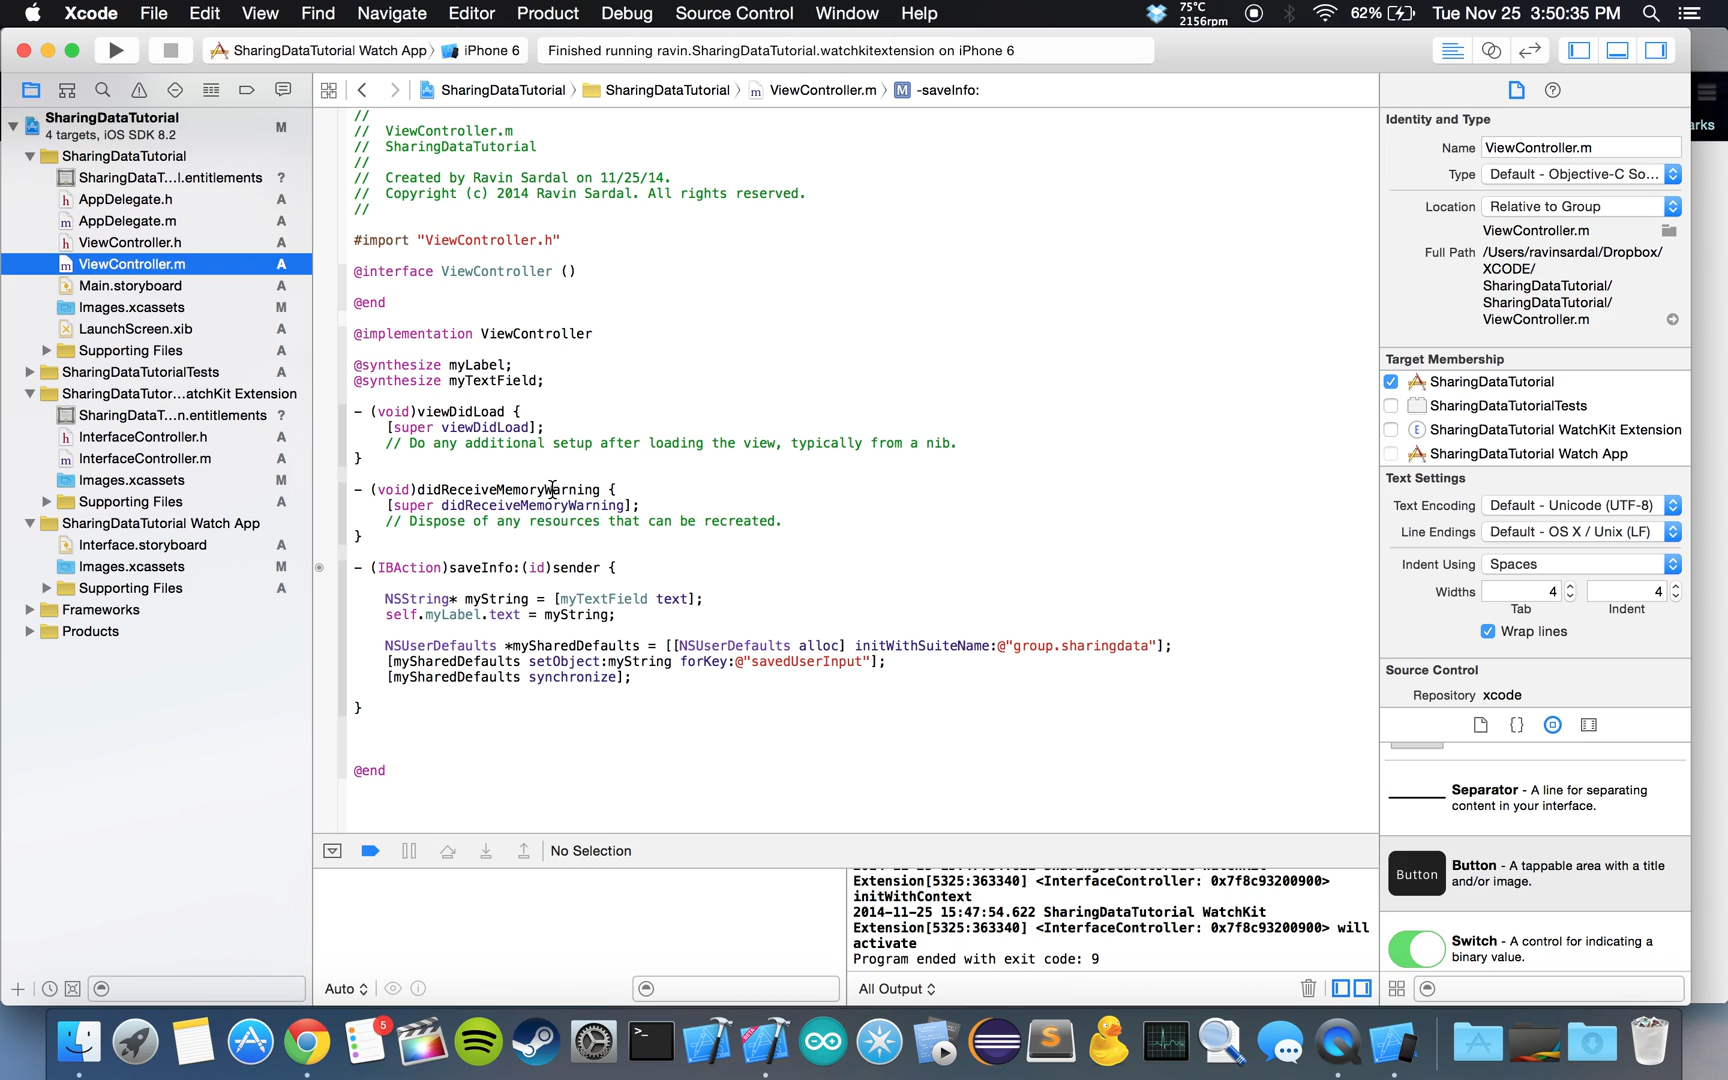 Xcode File Edit View Find Navigate Editor Product Debug Source Control Window Help 75°C 2156rpm 62% Tue Nov 25 3:50:35 PM
SharingDataTutorial Watch App iPhone 6 Finished running ravin.SharingDataTutorial.watchkitextension on iPhone 6
SharingDataTutorial SharingDataTutorial m ViewController.m M -saveInfo:
arks
SharingDataTutorial M
4 targets, iOS SDK 8.2
SharingDataTutorial
SharingDataT...l.entitlements ?
h AppDelegate.h A
m AppDelegate.m A
h ViewController.h A
m ViewController.m A
Main.storyboard A
Images.xcassets M
LaunchScreen.xib A
Supporting Files A
SharingDataTutorialTests A
SharingDataTutor...atchKit Extension
SharingDataT...n.entitlements ?
h InterfaceController.h A
m InterfaceController.m A
Images.xcassets A
Supporting Files A
SharingDataTutorial Watch App
Interface.storyboard A
Images.xcassets M
Supporting Files A
Frameworks
Products
//
//  ViewController.m
//  SharingDataTutorial
//
//  Created by Ravin Sardal on 11/25/14.
//  Copyright (c) 2014 Ravin Sardal. All rights reserved.
//
#import "ViewController.h"
@interface ViewController ()
@end
@implementation ViewController
@synthesize myLabel;
@synthesize myTextField;
- (void)viewDidLoad {
[super viewDidLoad];
// Do any additional setup after loading the view, typically from a nib.
}
- (void)didReceiveMemoryWarning {
[super didReceiveMemoryWarning];
// Dispose of any resources that can be recreated.
}
- (IBAction)saveInfo:(id)sender {
NSString* myString = [myTextField text];
self.myLabel.text = myString;
NSUserDefaults *mySharedDefaults = [[NSUserDefaults alloc] initWithSuiteName:@"group.sharingdata"];
[mySharedDefaults setObject:myString forKey:@"savedUserInput"];
[mySharedDefaults synchronize];
}
@end
No Selection
Extension[5325:363340] <InterfaceController: 0x7f8c93200900>
initWithContext
2014-11-25 15:47:54.622 SharingDataTutorial WatchKit
Extension[5325:363340] <InterfaceController: 0x7f8c93200900> will
activate
Program ended with exit code: 9
Auto
All Output
Identity and Type
Name ViewController.m
Type Default - Objective-C So...
Location Relative to Group
ViewController.m
Full Path /Users/ravinsardal/Dropbox/
XCODE/
SharingDataTutorial/
SharingDataTutorial/
ViewController.m
Target Membership
SharingDataTutorial
SharingDataTutorialTests
E SharingDataTutorial WatchKit Extension
SharingDataTutorial Watch App
Text Settings
Text Encoding Default - Unicode (UTF-8)
Line Endings Default - OS X / Unix (LF)
Indent Using Spaces
Widths 4 4
Tab Indent
Wrap lines
Source Control
Repository xcode
{}
Separator - A line for separating
content in your interface.
Button
Button - A tappable area with a title
and/or image.
Switch - A control for indicating a
binary value.
5